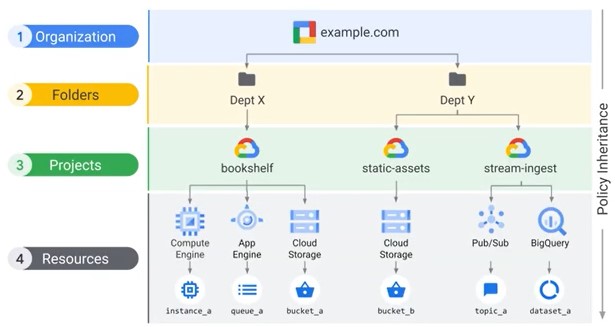 1 Organization
example.com
2 Folders
Dept X
Dept Y
3 Projects
bookshelf
static-assets
stream-ingest
4 Resources
Compute
Engine
App
Engine
Cloud
Storage
Cloud
Storage
Pub/Sub
BigQuery
instance_a
queue_a
bucket_a
bucket_b
topic_a
dataset_a
Policy Inheritance